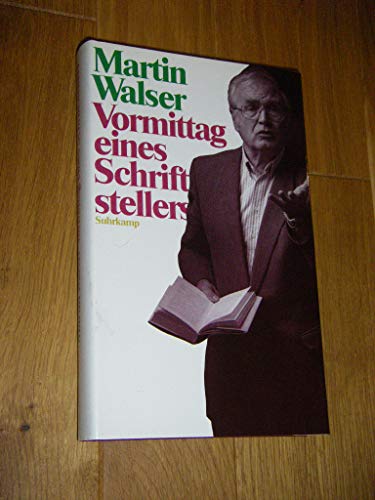 Martin
Walser
Vormittag
eines
Schrift
stellers
Suhrkamp